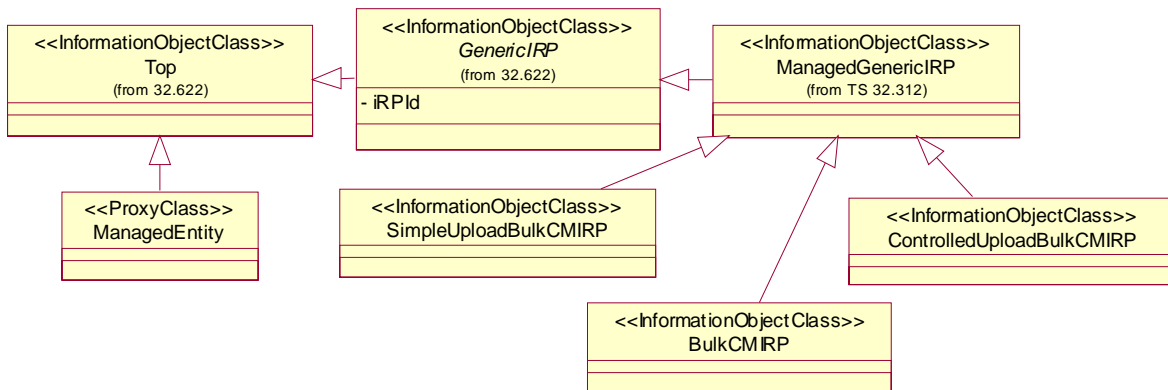 <<InformationObjectClass>>
Top
(from 32.622)
<<InformationObjectClass>>
GenericIRP
(from 32.622)
- iRPId
<<InformationObjectClass>>
ManagedGenericIRP
(from TS 32.312)
<<ProxyClass>>
ManagedEntity
<<InformationObjectClass>>
SimpleUploadBulkCMIRP
<<InformationObjectClass>>
ControlledUploadBulkCMIRP
<<InformationObjectClass>>
BulkCMIRP